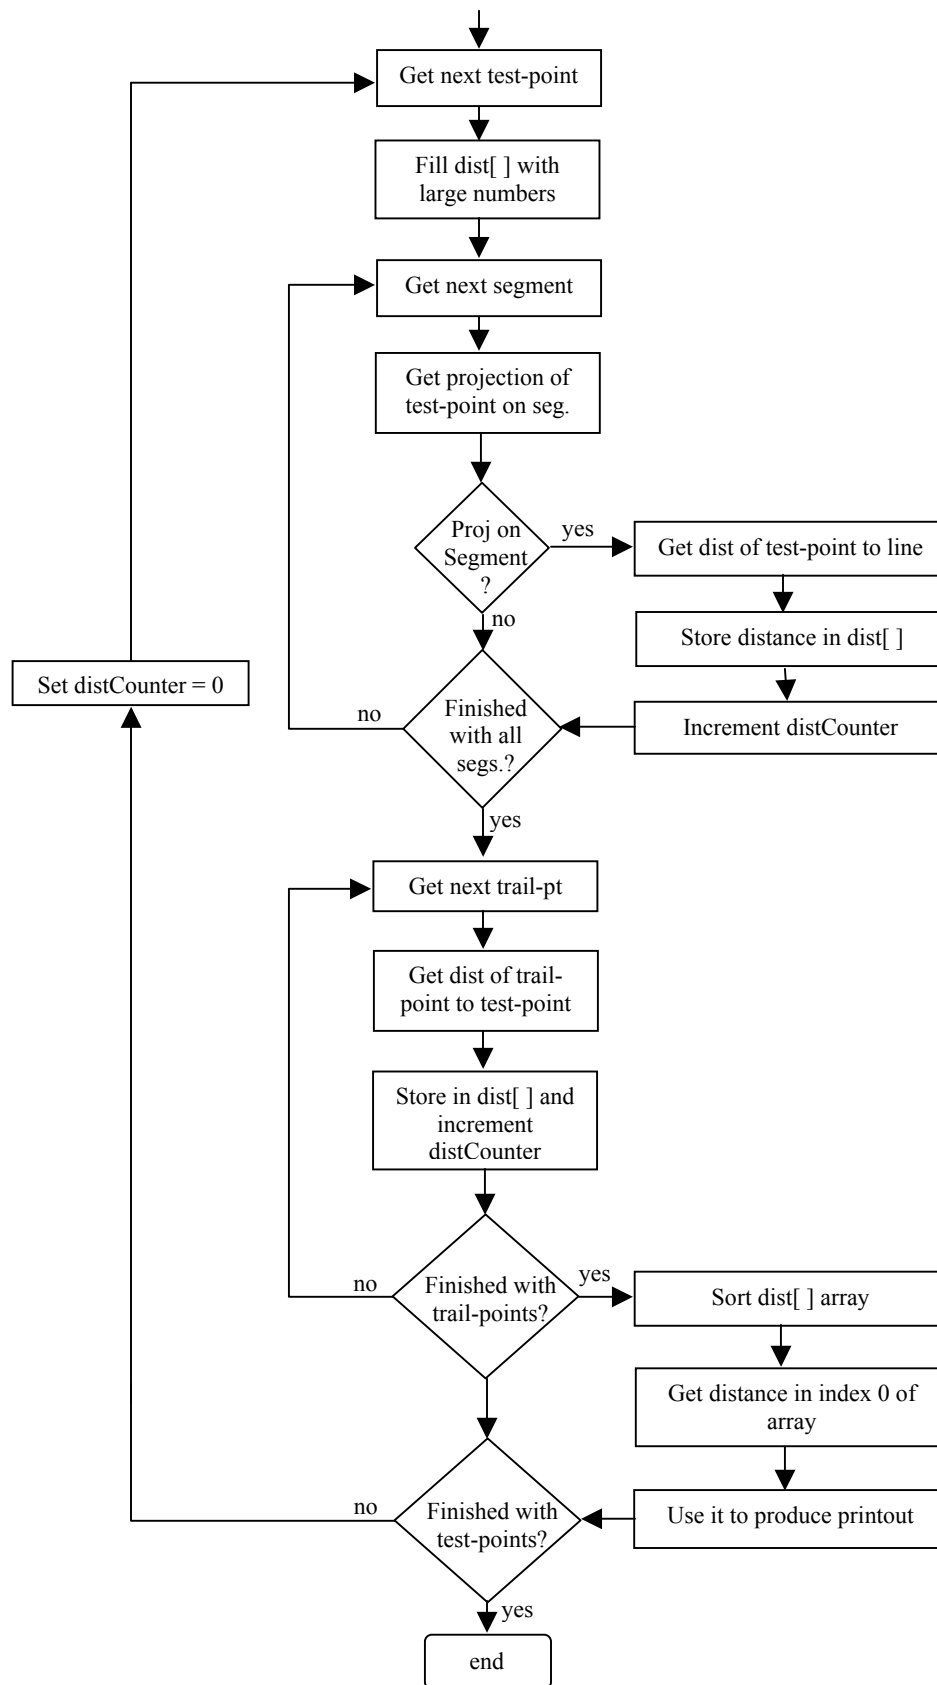 Get next test-point
Fill dist[ ] with
large numbers
Get next segment
Get projection of
test-point on seg.
Proj on
Segment
?
yes
Get dist of test-point to line
no
Store distance in dist[ ]
Increment distCounter
Set distCounter = 0
Finished
with all
segs.?
no
yes
Get next trail-pt
Get dist of trail-
point to test-point
Store in dist[ ] and
increment
distCounter
Finished with
trail-points?
no
yes
Sort dist[ ] array
Get distance in index 0 of
array
Use it to produce printout
Finished with
test-points?
no
yes
end